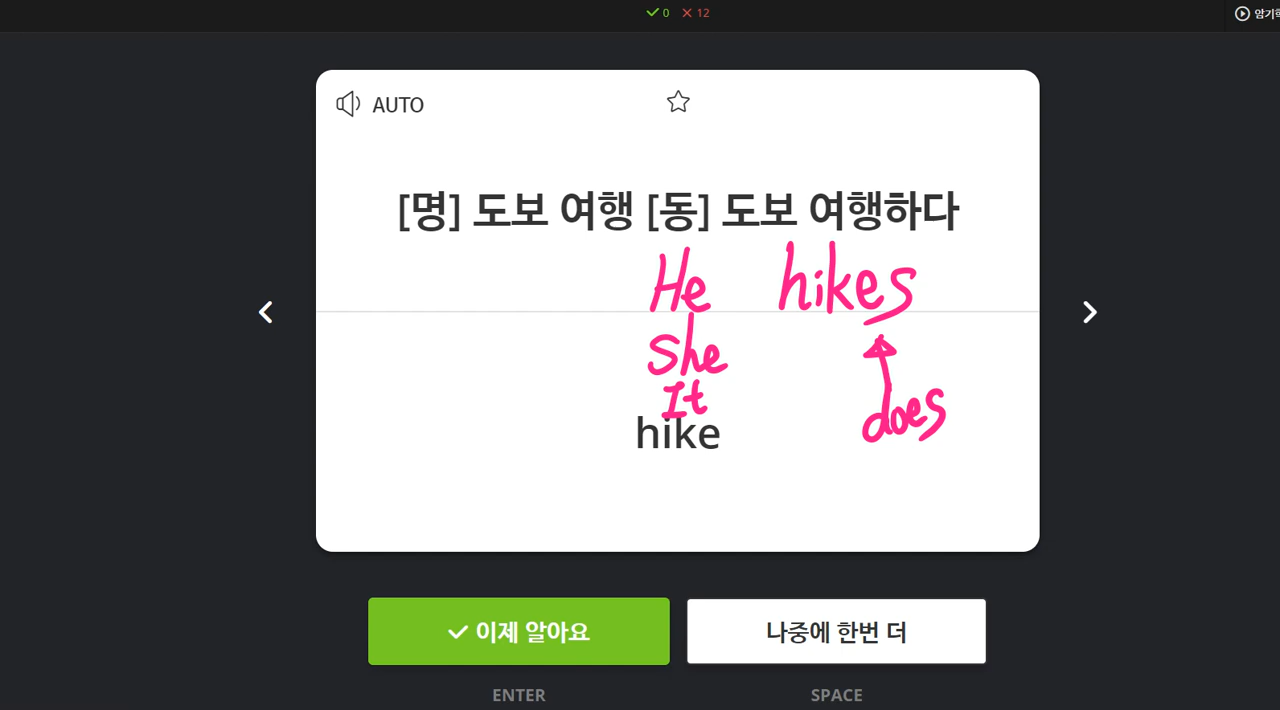 0 12
AUTO
[명] 도보 여행 [동] 도보 여행하다
He hikes
She
It
hike
does
이제 알아요 나중에 한번 더
ENTER SPACE